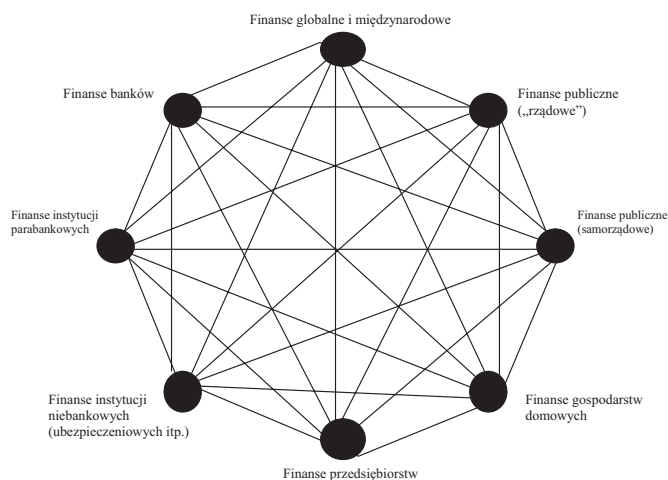 Finanse globalne i międzynarodowe
Finanse banków
Finanse publiczne
(„rządowe”)
Finanse instytucji
parabankowych
Finanse publiczne
(samorządowe)
Finanse instytucji
niebankowych
(ubezpieczeniowych itp.)
Finanse gospodarstw
domowych
Finanse przedsiębiorstw